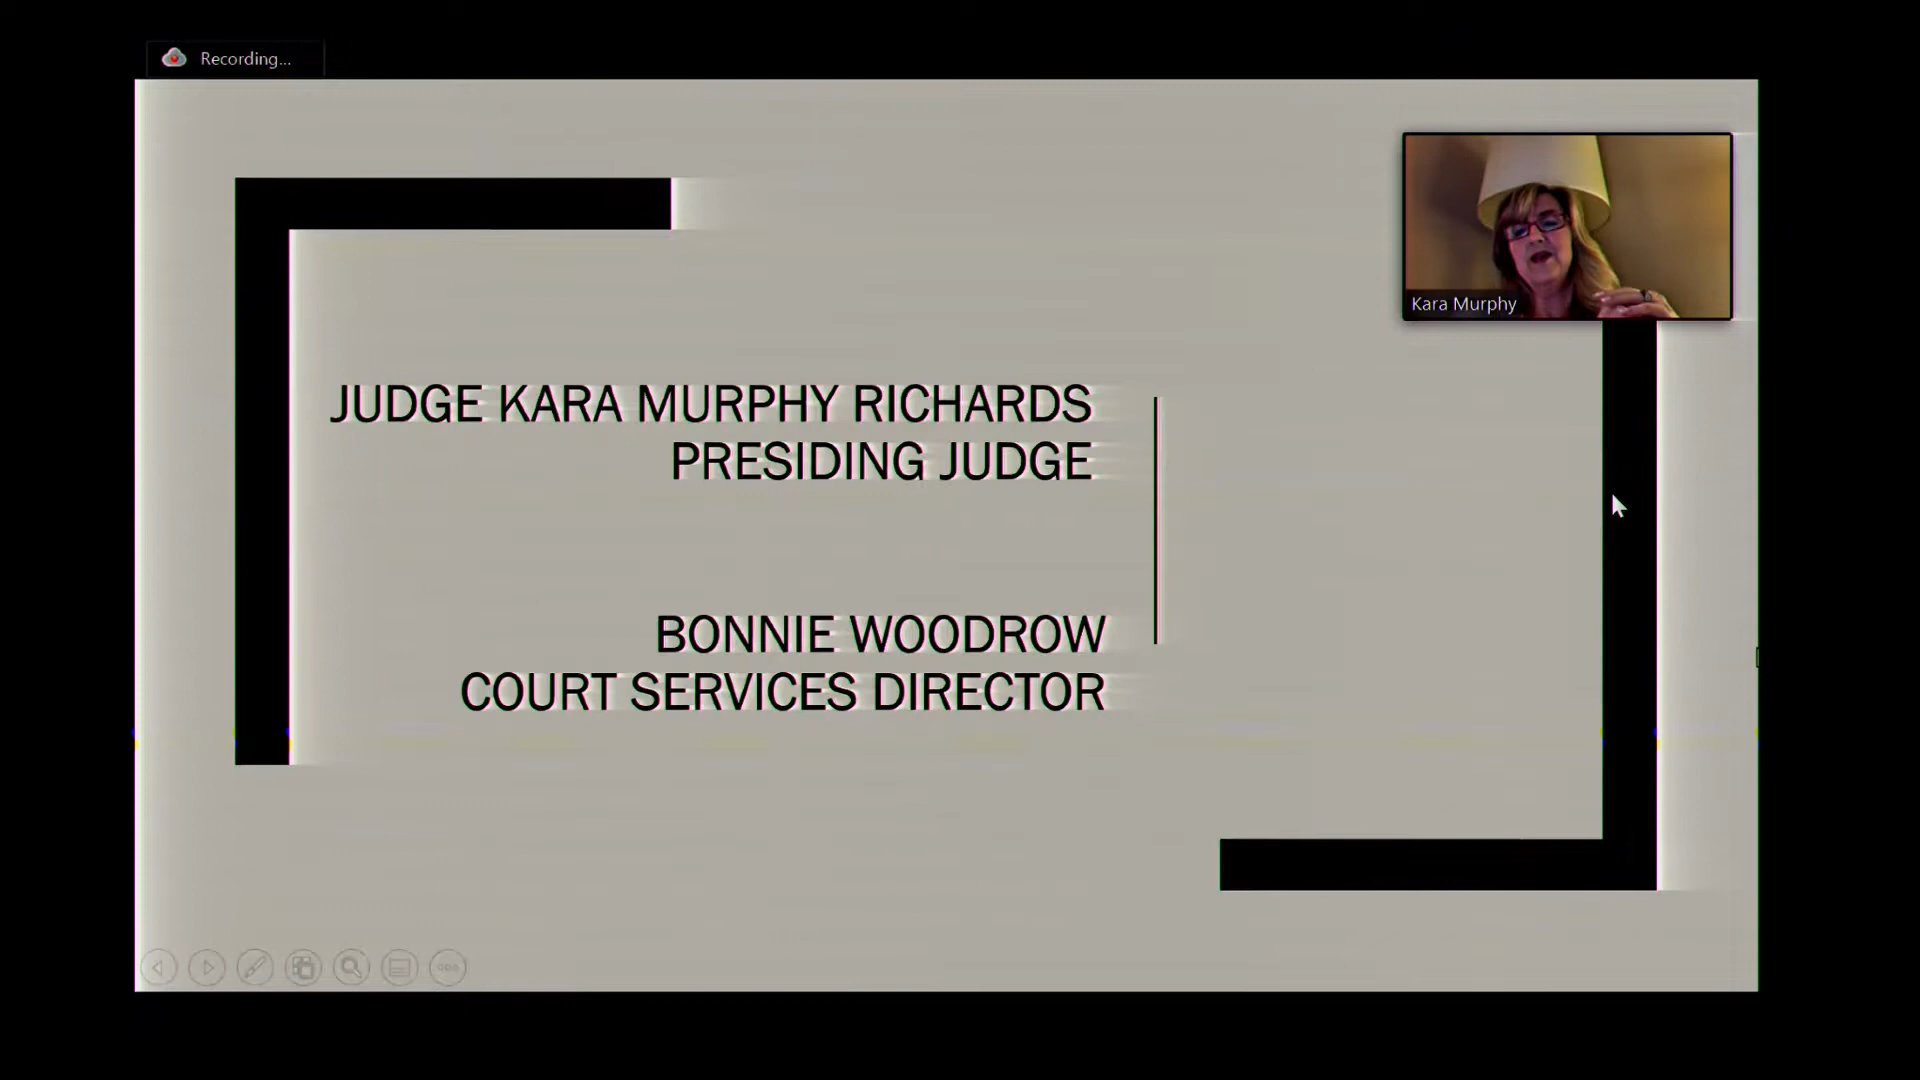 Recording...
Kara Murphy
JUDGE KARA MURPHY RICHARDS
PRESIDING JUDGE
BONNIE WOODROW
COURT SERVICES DIRECTOR